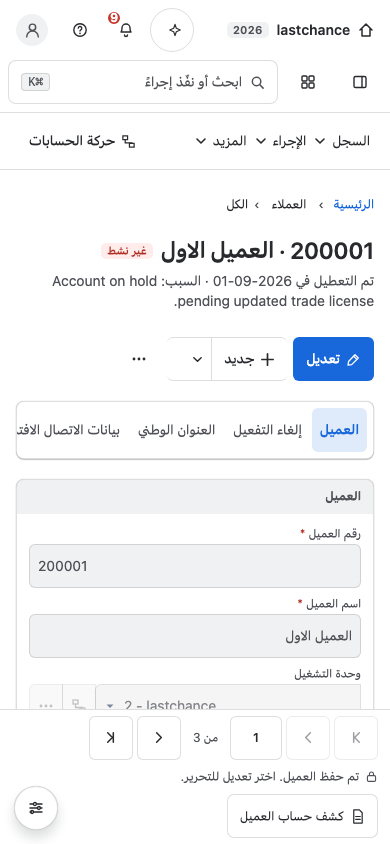 lastchance 2026
9
ابحث أو نفّذ إجراءً
⌘K
السجل الإجراء المزيد حركة الحسابات
الرئيسية › العملاء › الكل
200001 · العميل الاول غير نشط
تم التعطيل في 2026-09-01 · السبب: Account on hold
pending updated trade license.
تعديل جديد
العميل إلغاء التفعيل العنوان الوطني بيانات الاتصال
العميل
رقم العميل *
200001
اسم العميل *
العميل الاول
وحدة التشغيل
2 - lastchance
1 من 3
تم حفظ العميل. اختر تعديل للتحرير.
كشف حساب العميل